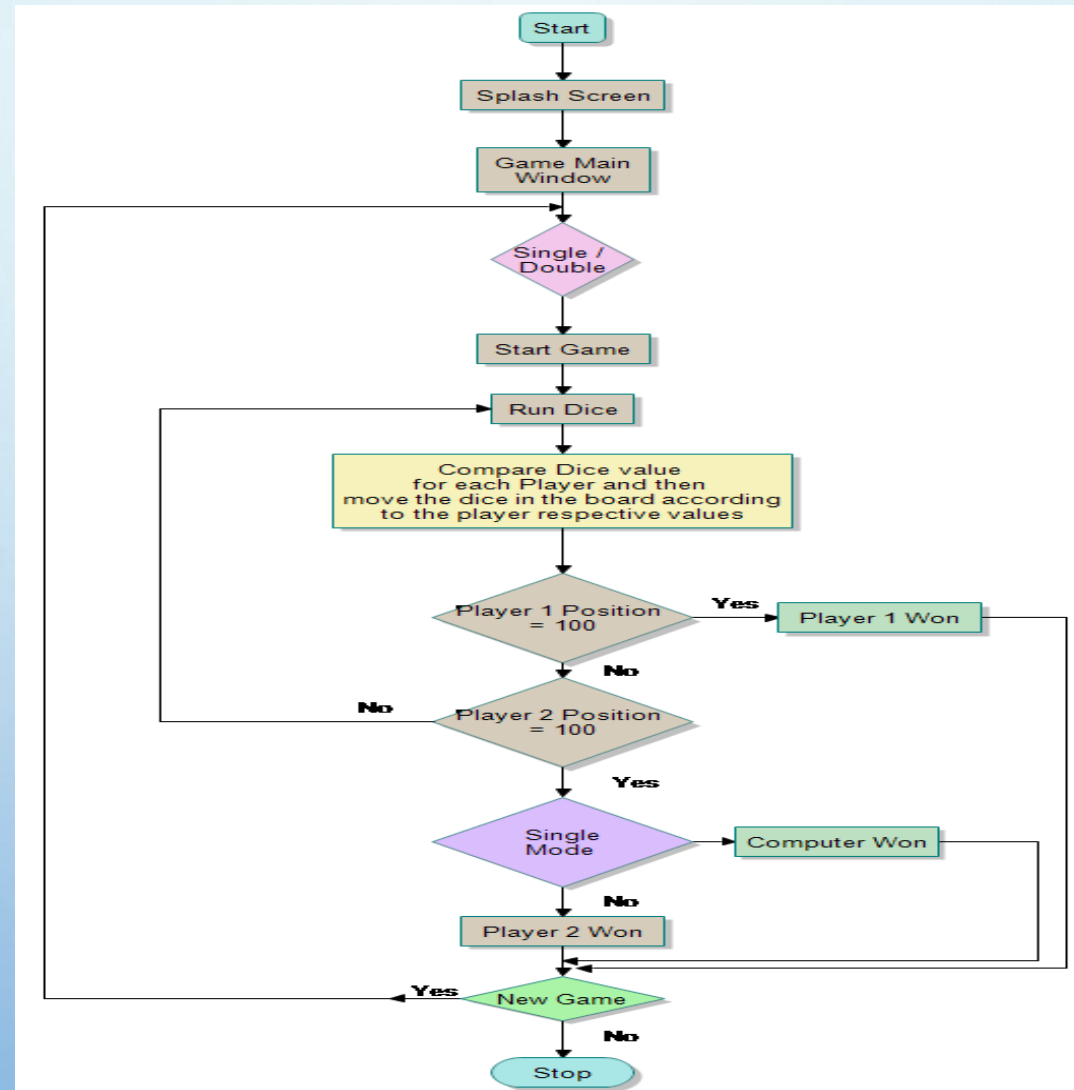 Start
Splash Screen
Game Main
Window
Single /
Double
Start Game
Run Dice
Compare Dice value
for each Player and then
move the dice in the board according
to the player respective values
Player 1 Position
= 100
Yes
Player 1 Won
No
Player 2 Position
= 100
No
Yes
Single
Mode
Computer Won
No
Player 2 Won
New Game
Yes
No
Stop